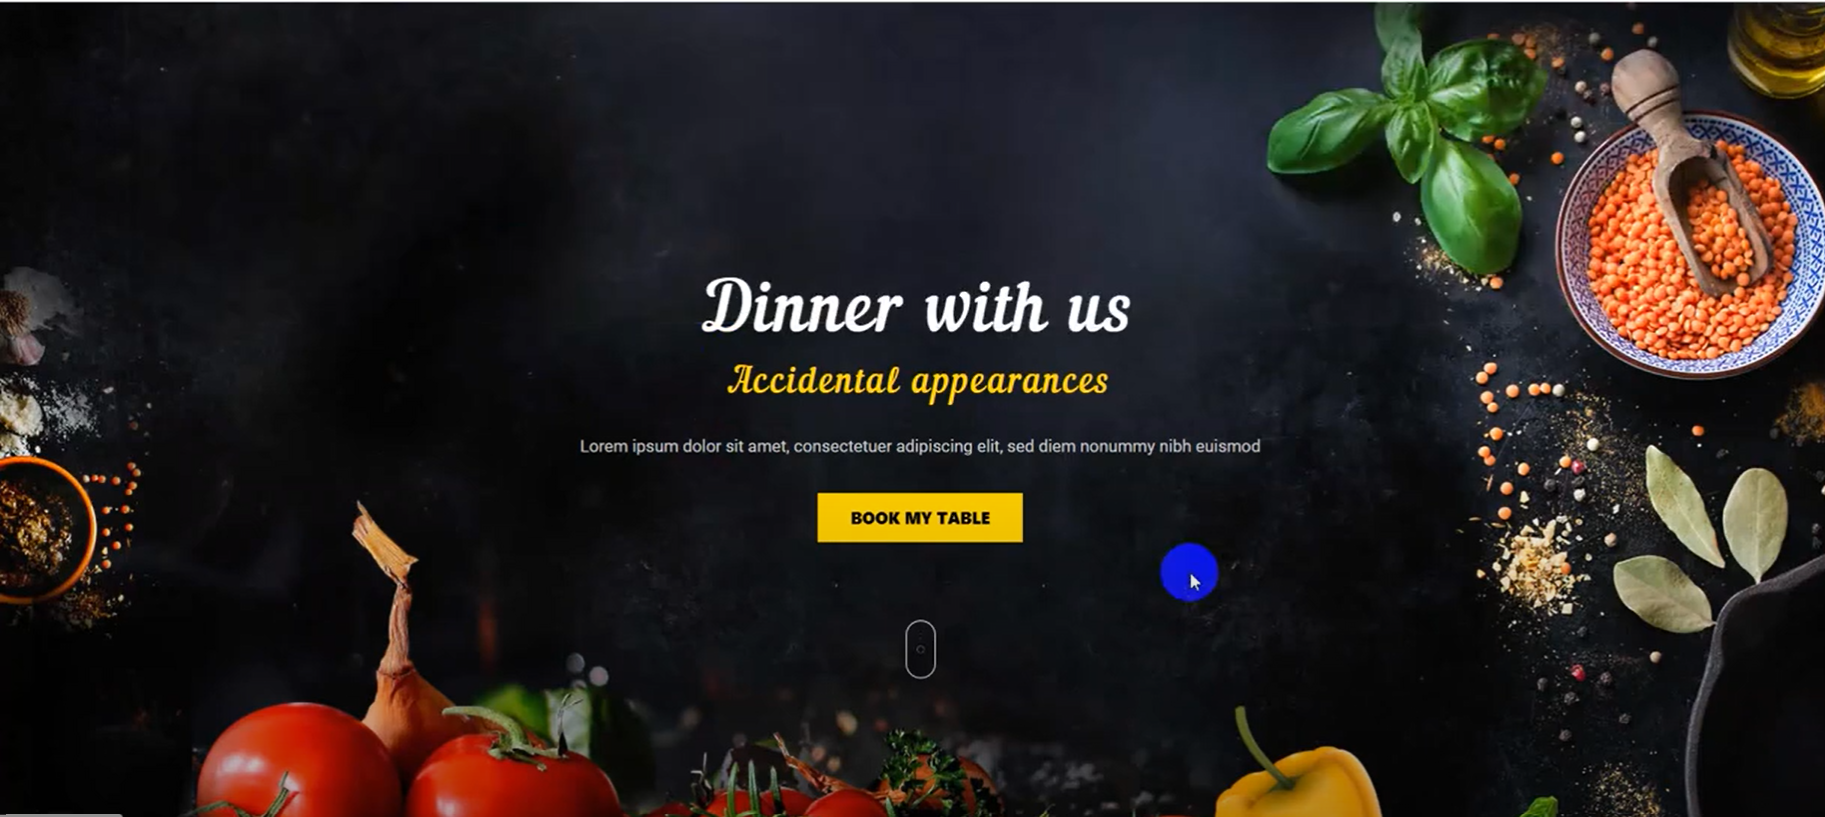 Dinner with us
Accidental appearances
Lorem ipsum dolor sit amet, consectetuer adipiscing elit, sed diem nonummy nibh euismod
BOOK MY TABLE